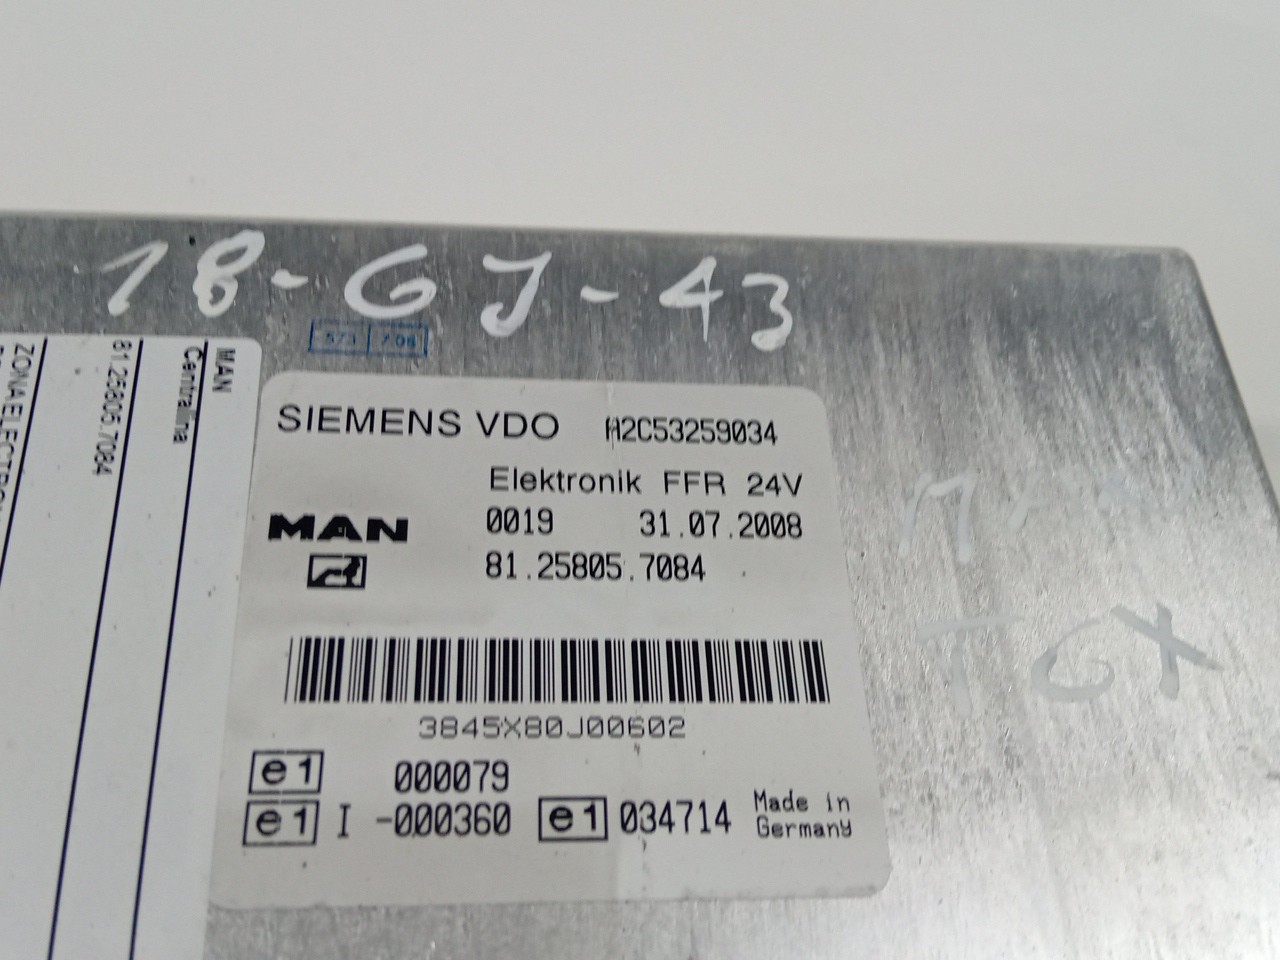 18-GJ-43
573 7.08
MAN
Centralina
81.25805.7084
SIEMENS VDO A2C53259034
Elektronik FFR 24V
MAN 0019 31.07.2008
81.25805.7084
3845X80J00602
e1 000079
e1 I -000360 e1 034714 Made in
Germany
TGX